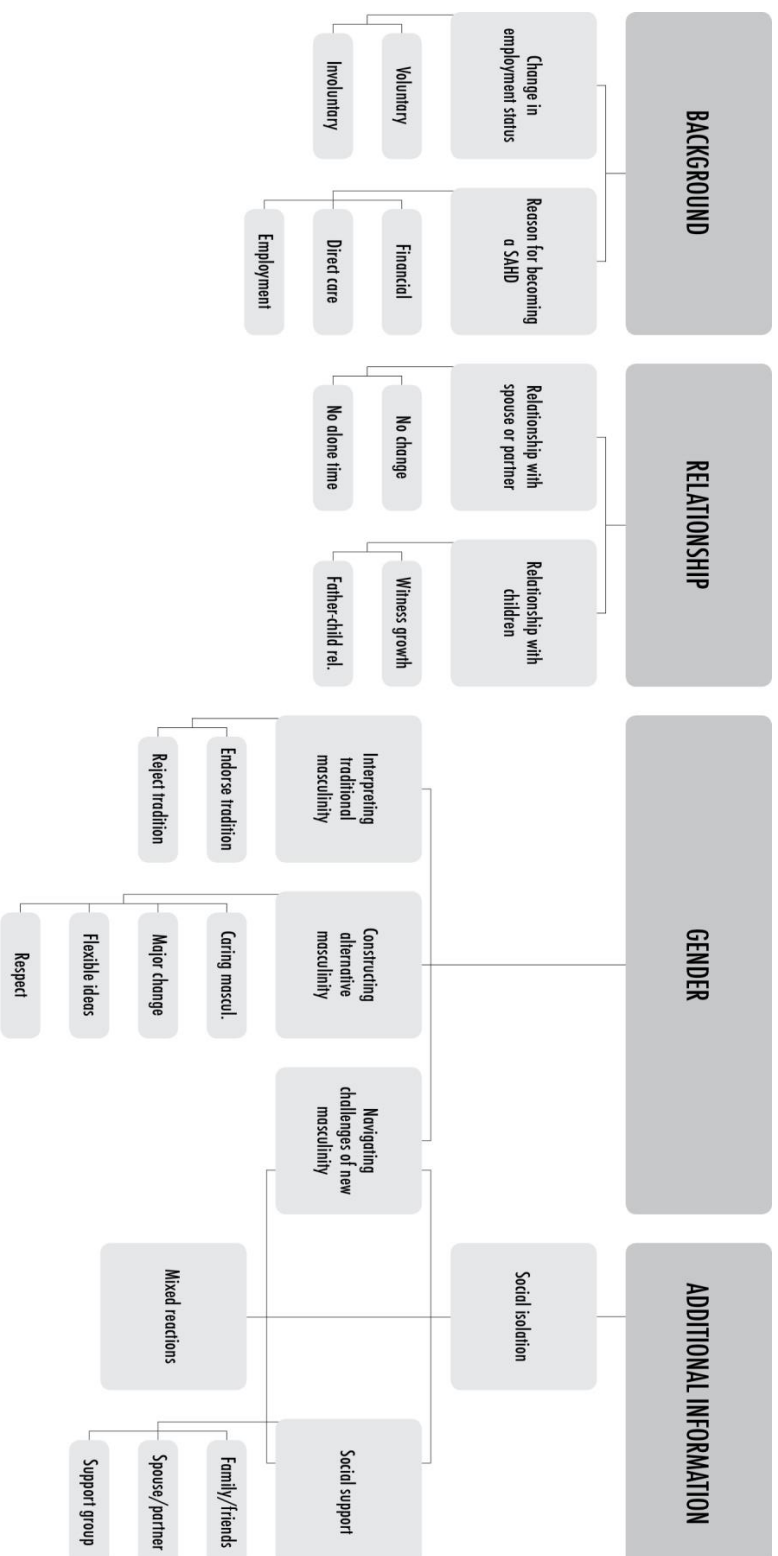 BACKGROUND
Change in
employment status
Voluntary
Involuntary
Reason for becoming
a SAHD
Financial
Direct care
Employment
RELATIONSHIP
Relationship with
spouse or partner
No change
No alone time
Relationship with
children
Witness growth
Father-child rel.
GENDER
Interpreting
traditional
masculinity
Endorse tradition
Reject tradition
Constructing
alternative
masculinity
Caring mascul.
Major change
Flexible ideas
Respect
Navigating
challenges of new
masculinity
ADDITIONAL INFORMATION
Social isolation
Mixed reactions
Social support
Family/friends
Spouse/partner
Support group